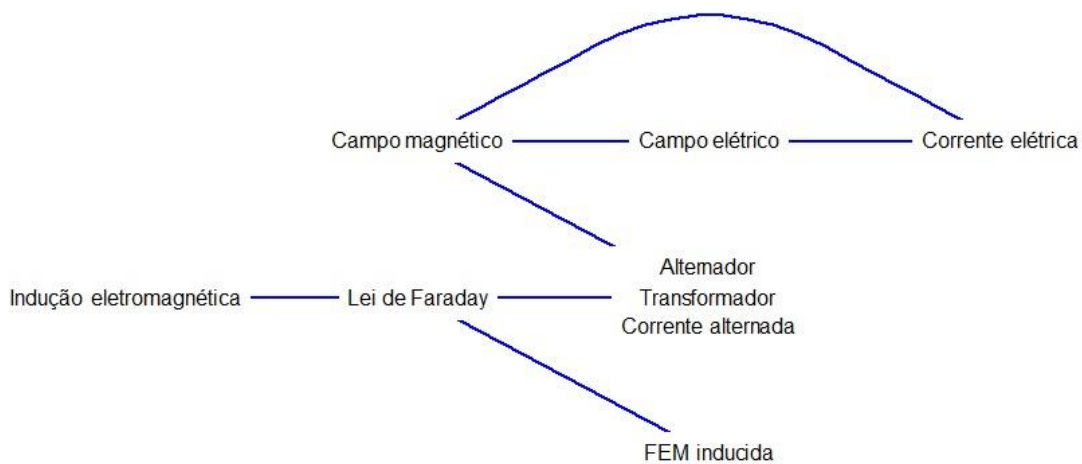 Campo magnético
Campo elétrico
Corrente elétrica
Indução eletromagnética
Lei de Faraday
Alternador
Transformador
Corrente alternada
FEM inducida